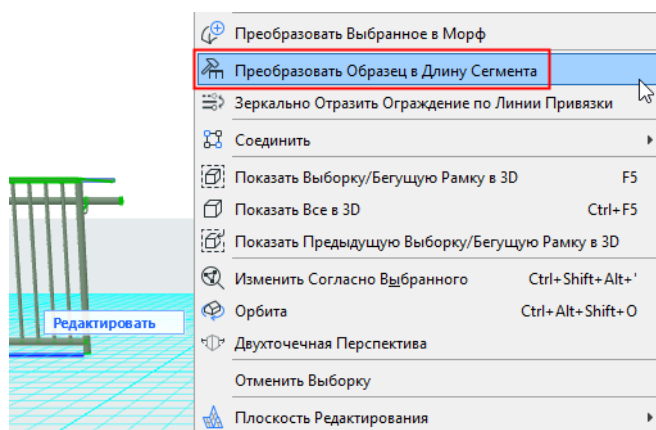 Преобразовать Выбранное в Морф
Преобразовать Образец в Длину Сегмента
Зеркально Отразить Ограждение по Линии Привязки
Соединить
Показать Выборку/Бегущую Рамку в 3D F5
Показать Все в 3D Ctrl+F5
Показать Предыдущую Выборку/Бегущую Рамку в 3D
Изменить Согласно Выбранного Ctrl+Shift+Alt+'
Орбита Ctrl+Alt+Shift+O
Редактировать
Двухточечная Перспектива
Отменить Выборку
Плоскость Редактирования